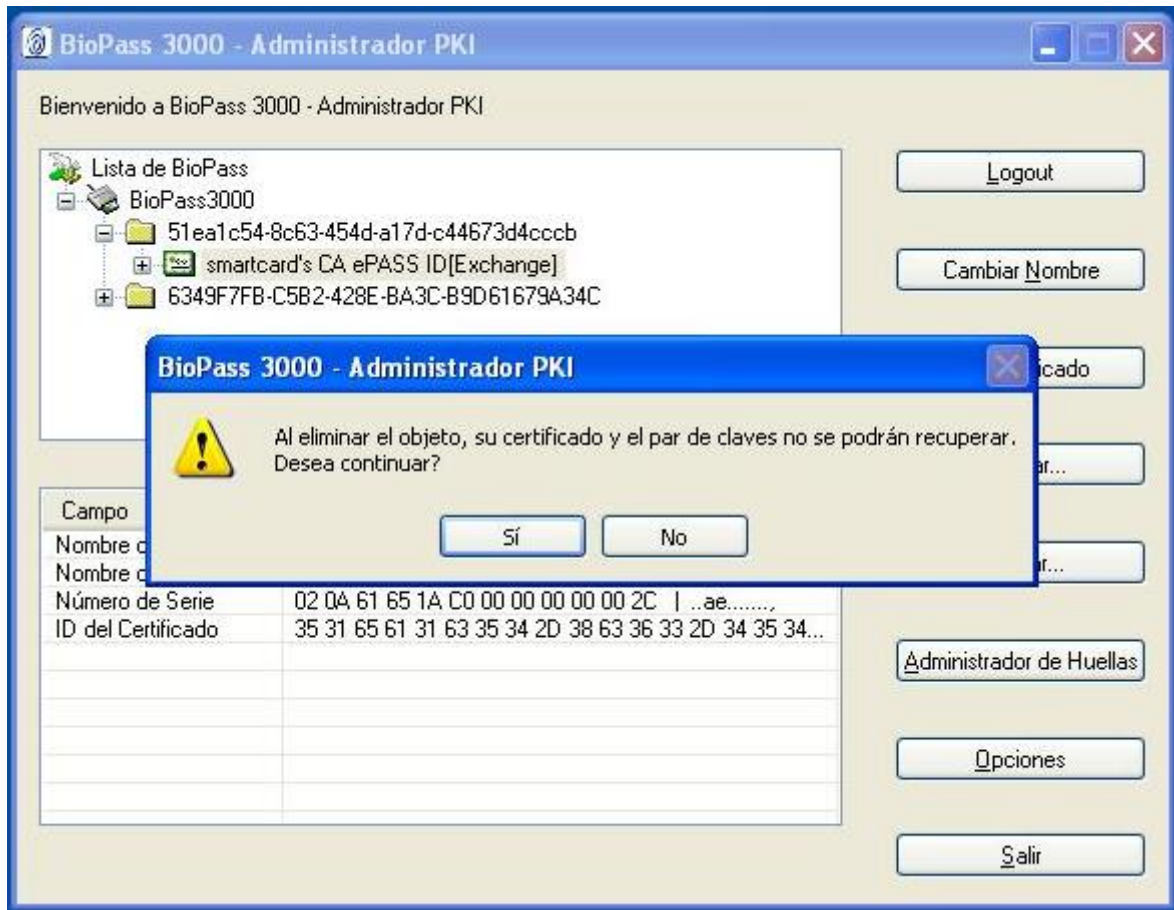 BioPass 3000 - Administrador PKI
Bienvenido a BioPass 3000 - Administrador PKI
Lista de BioPass
BioPass3000
51ea1c54-8c63-454d-a17d-c44673d4cccb
smartcard's CA ePASS ID[Exchange]
6349F7FB-C5B2-428E-BA3C-B9D61679A34C
Logout
Cambiar Nombre
BioPass 3000 - Administrador PKI
Al eliminar el objeto, su certificado y el par de claves no se podrán recuperar.
Desea continuar?
Sí
No
Campo
Nombre
Nombre
Número de Serie 02 0A 61 65 1A C0 00 00 00 00 00 2C | ..ae.......,
ID del Certificado 35 31 65 61 31 63 35 34 2D 38 63 36 33 2D 34 35 34...
Administrador de Huellas
Opciones
Salir